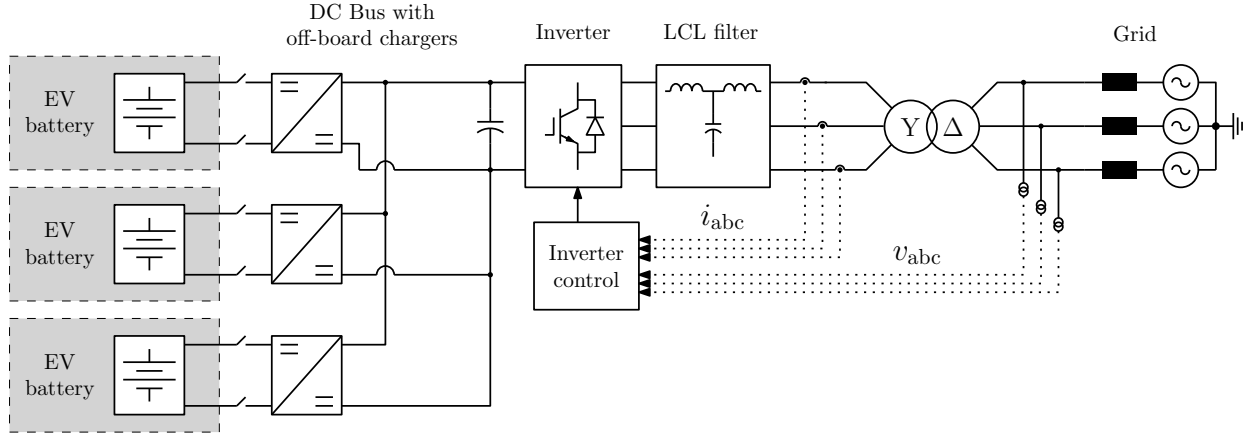 DC Bus with
off-board chargers
Inverter
LCL filter
Grid
EV
battery
Y
Δ
EV
battery
Inverter
control
i_abc
v_abc
EV
battery